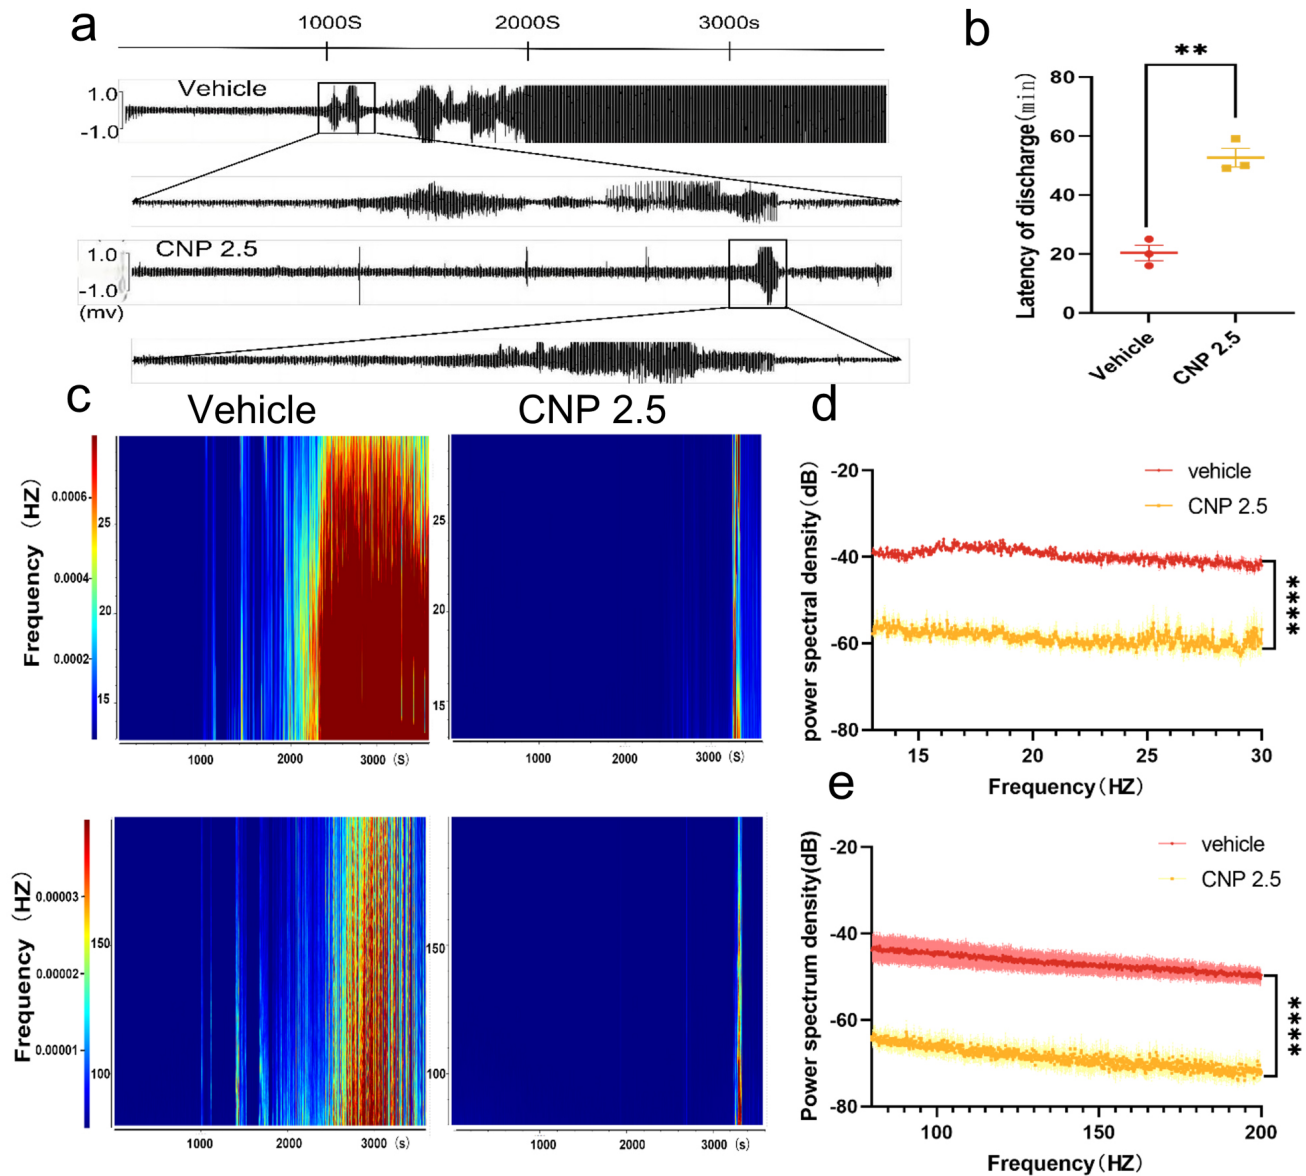 a
1000S 2000S 3000s
Vehicle
1.0
-1.0
CNP 2.5
1.0
-1.0
(mv)
b
**
Latency of discharge(min)
80
60
40
20
0
Vehicle
CNP 2.5
c
Vehicle CNP 2.5
Frequency (HZ)
0.0006
0.0004
0.0002
25
20
15
1000 2000 3000 (S)
25
20
15
1000 2000 3000 (s)
Frequency (HZ)
0.00003
0.00002
0.00001
150
100
1000 2000 3000 (s)
150
100
1000 2000 3000 (s)
d
power spectral density(dB)
-20
-40
-60
-80
vehicle
CNP 2.5
****
15 20 25 30
Frequency(HZ)
e
Power spectrum density(dB)
-20
-40
-60
-80
vehicle
CNP 2.5
****
100 150 200
Frequency(HZ)